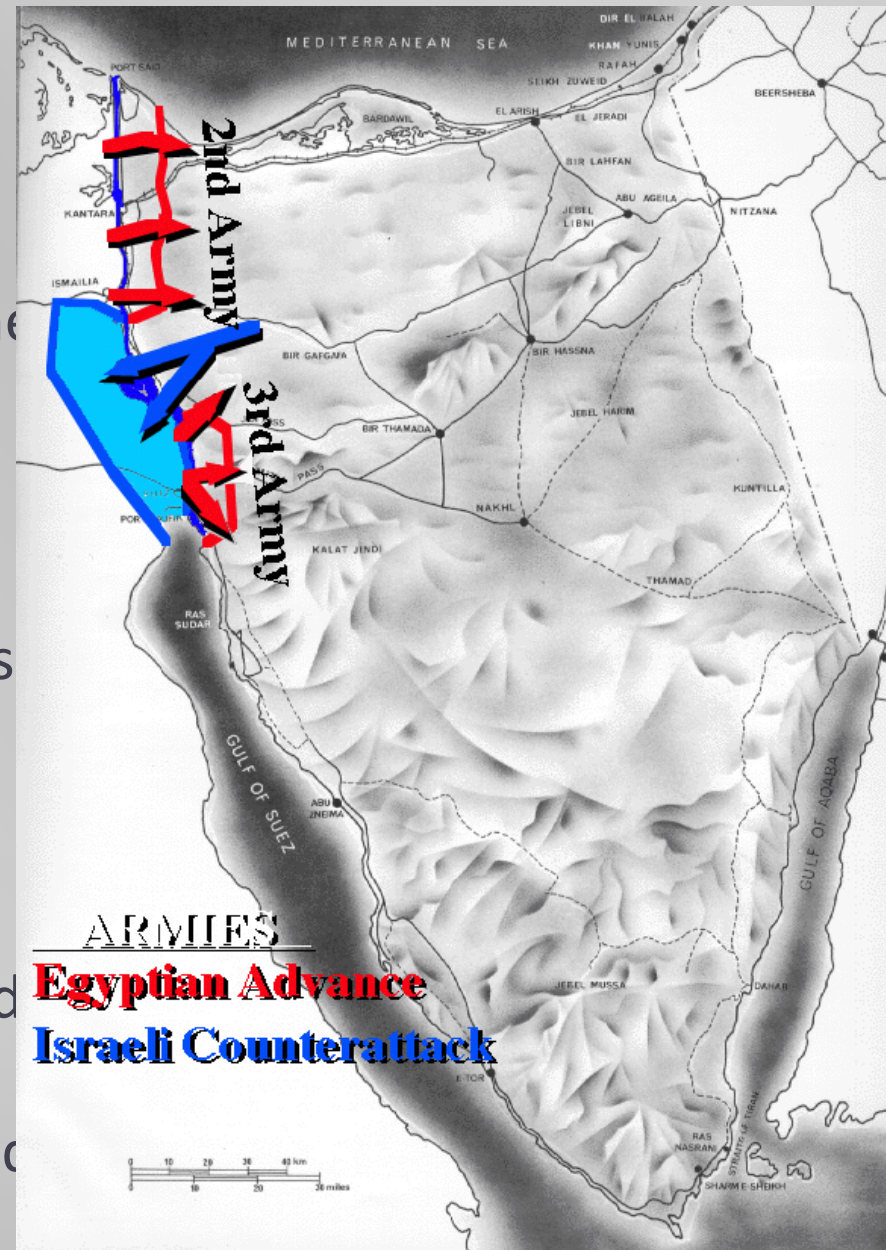 DIR EL BALAH
MEDITERRANEAN SEA
KHAN YUNIS
RAFAH
PORT SAID
SEIKH ZUWEID
BEERSHEBA
EL ARISH
BARDAWIL
EL JERADI
2nd Army
BIR LAHFAN
ABU AGEILA
KANTARA
JEBEL
LIBNI
NITZANA
ISMAILIA
BIR GAFGAFA
BIR HASSNA
3rd Army
JEBEL HARIM
BIR THAMADA
PASS
KUNTILLA
NAKHL
PORT
KALAT JINDI
THAMAD
RAS
SUDAR
GULF OF SUEZ
GULF OF AQABA
ABU
ZNEIMA
ARMIES
Egyptian Advance
JEBEL MUSSA
DAHAB
Israeli Counterattack
E-TOR
STRAITS OF TIRAN
RAS
NASRANI
10 20 30 40 km
SHARM E-SHEIKH
10 20 30 miles